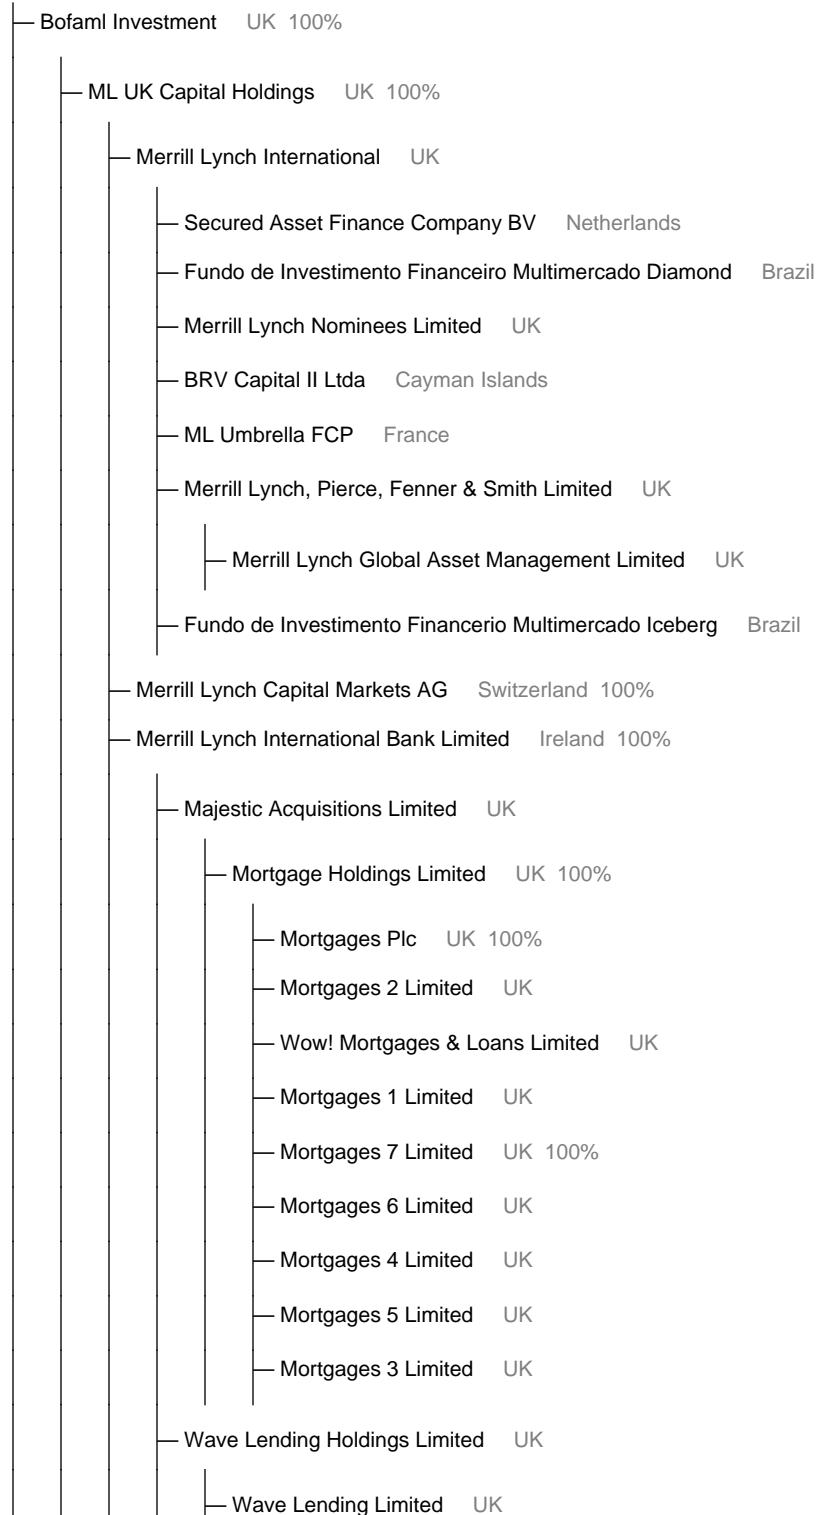 Bofaml Investment UK 100%
ML UK Capital Holdings UK 100%
Merrill Lynch International UK
Secured Asset Finance Company BV Netherlands
Fundo de Investimento Financeiro Multimercado Diamond Brazil
Merrill Lynch Nominees Limited UK
BRV Capital II Ltda Cayman Islands
ML Umbrella FCP France
Merrill Lynch, Pierce, Fenner & Smith Limited UK
Merrill Lynch Global Asset Management Limited UK
Fundo de Investimento Financerio Multimercado Iceberg Brazil
Merrill Lynch Capital Markets AG Switzerland 100%
Merrill Lynch International Bank Limited Ireland 100%
Majestic Acquisitions Limited UK
Mortgage Holdings Limited UK 100%
Mortgages Plc UK 100%
Mortgages 2 Limited UK
Wow! Mortgages & Loans Limited UK
Mortgages 1 Limited UK
Mortgages 7 Limited UK 100%
Mortgages 6 Limited UK
Mortgages 4 Limited UK
Mortgages 5 Limited UK
Mortgages 3 Limited UK
Wave Lending Holdings Limited UK
Wave Lending Limited UK